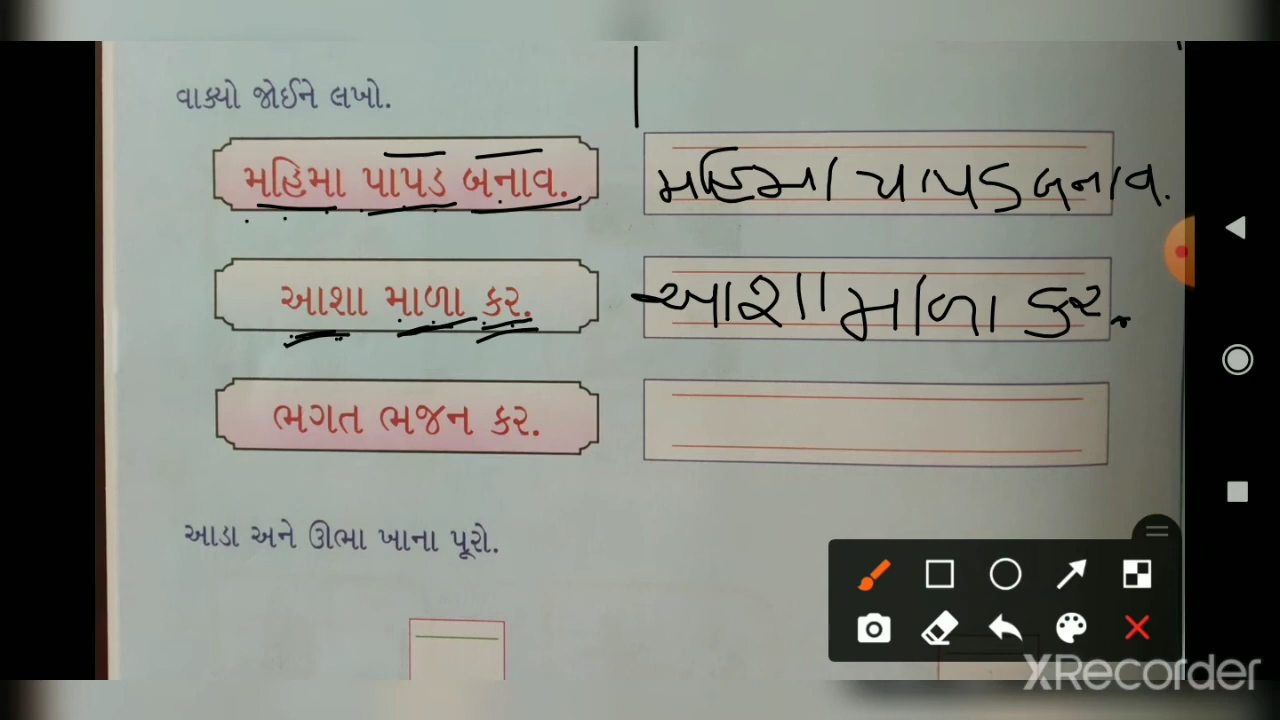 વાક્યો જોઈને લખો.
મહિમા પાપડ બનાવ.
મહિમા પાપડ બનાવ.
આશા માળા કર.
આશા માળા કર.
ભગત ભજન કર.
આડા અને ઊભા ખાના પૂરો.
XRecorder